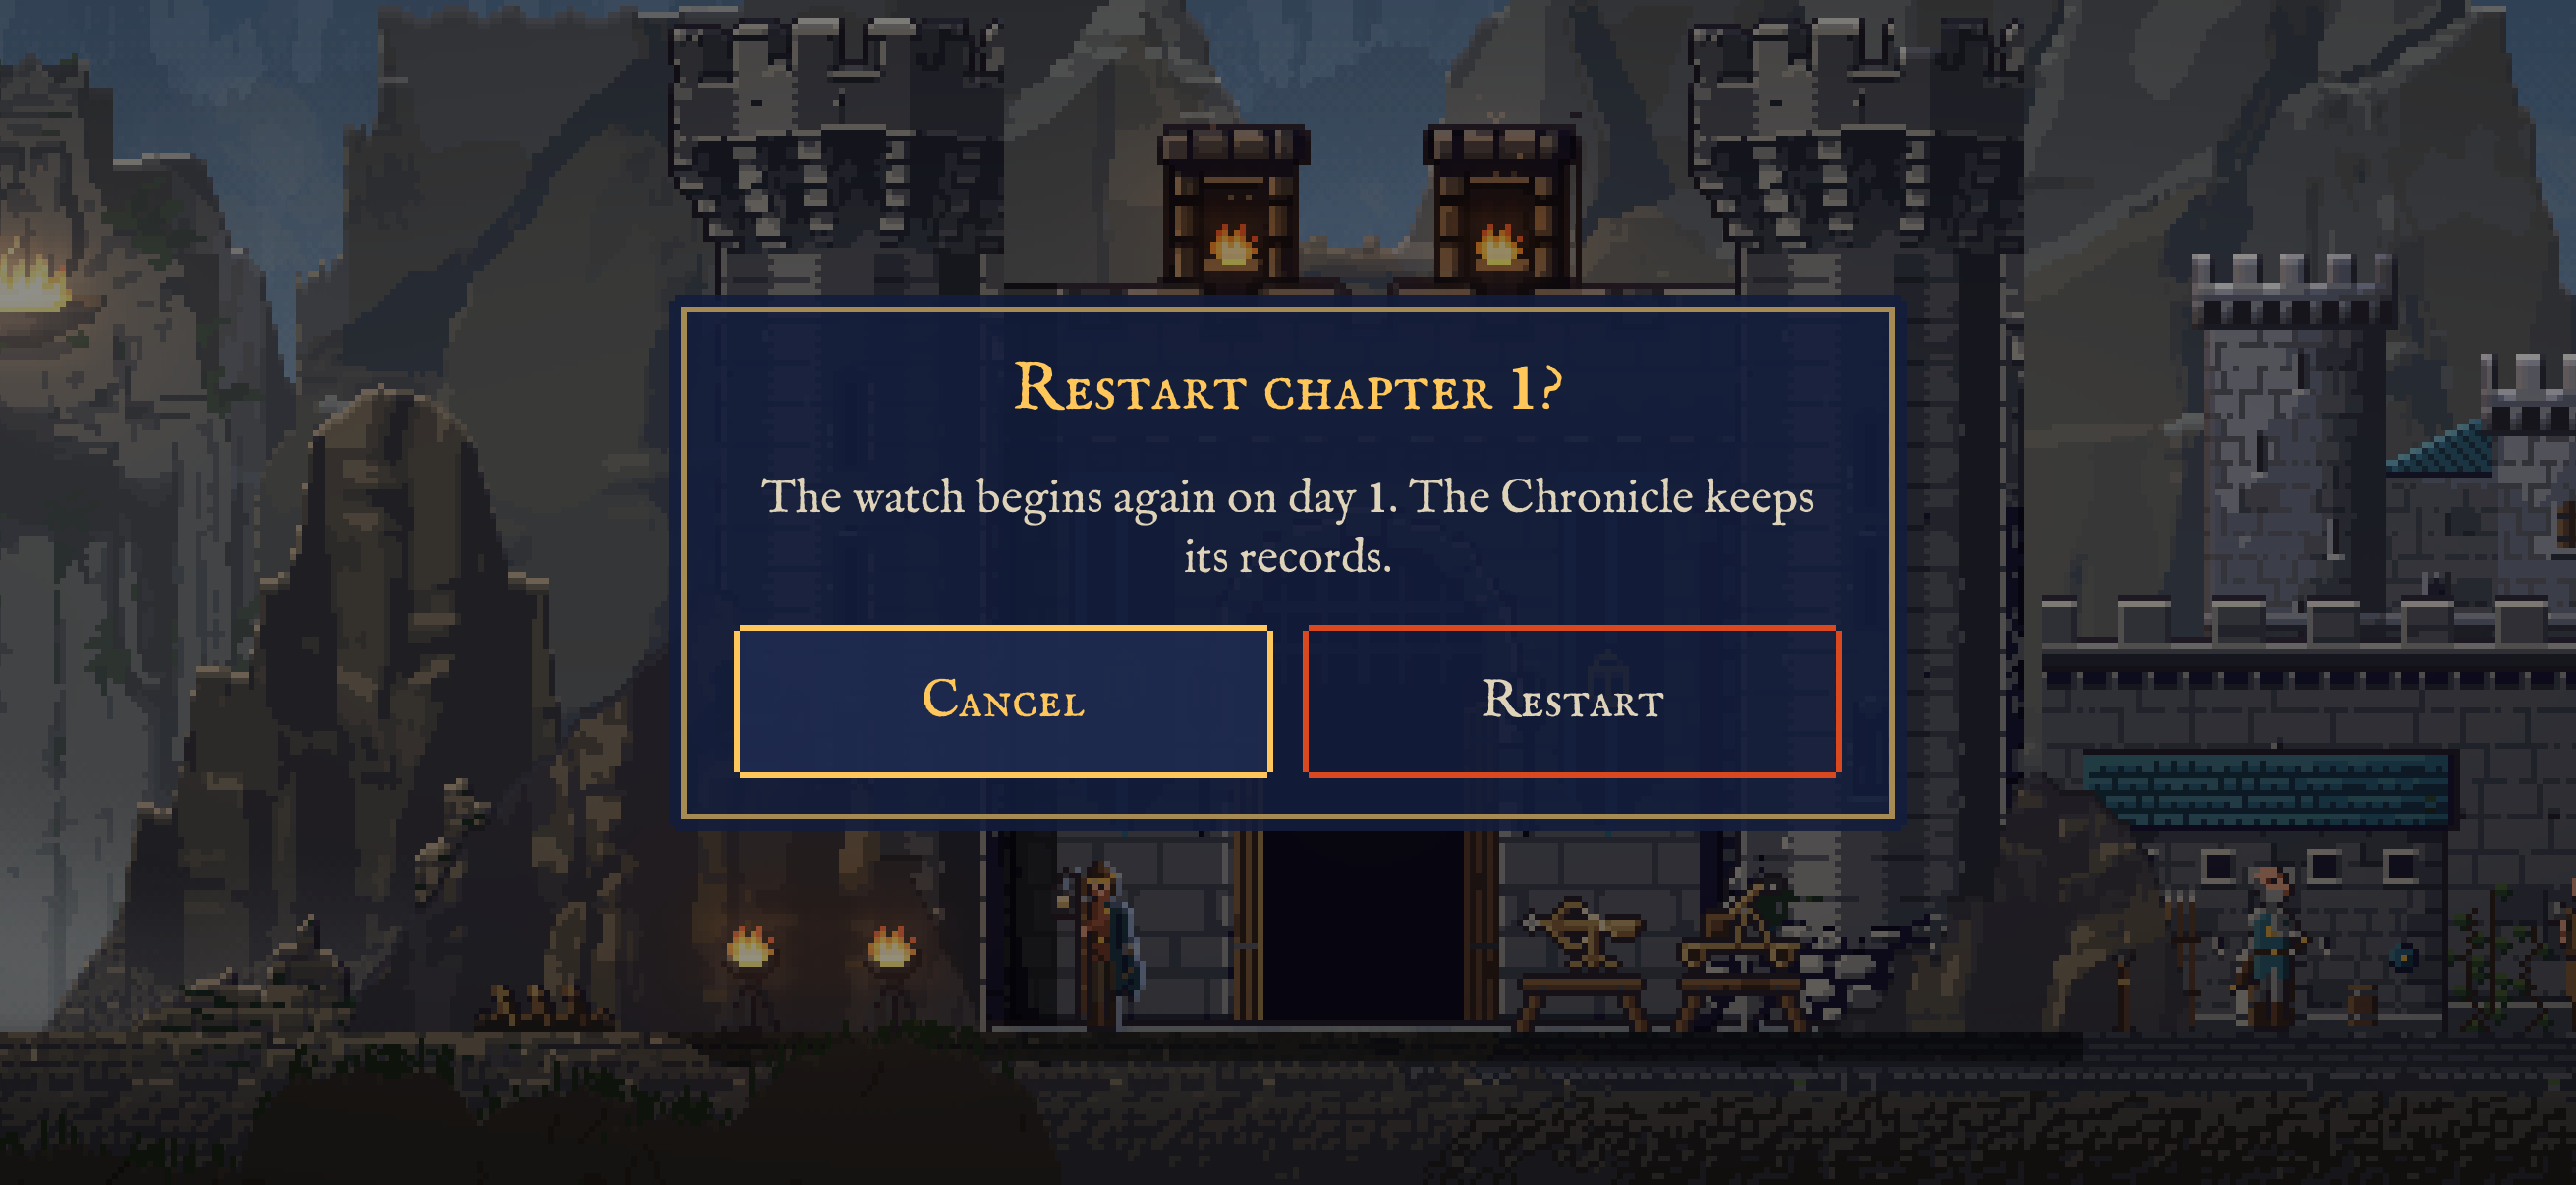 Restart chapter 1?
The watch begins again on day 1. The Chronicle keeps
its records.
Cancel
Restart